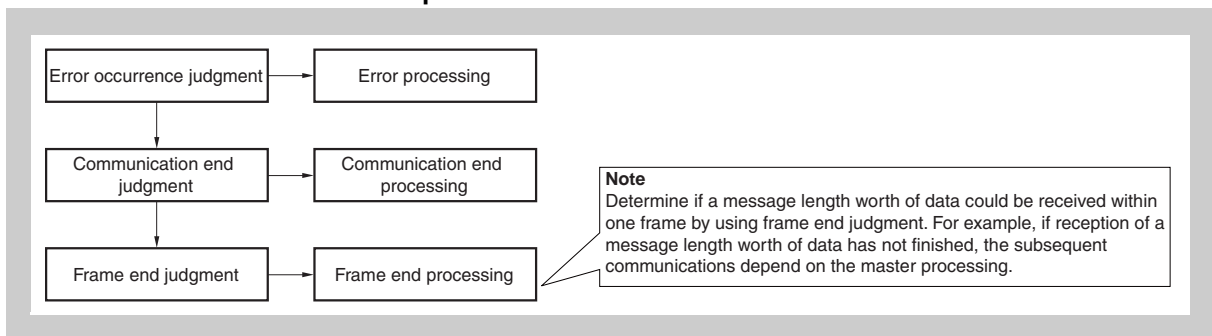 Error occurrence judgment
Error processing
Communication end
judgment
Communication end
processing
Frame end judgment
Frame end processing
Note
Determine if a message length worth of data could be received within
one frame by using frame end judgment. For example, if reception of a
message length worth of data has not finished, the subsequent
communications depend on the master processing.